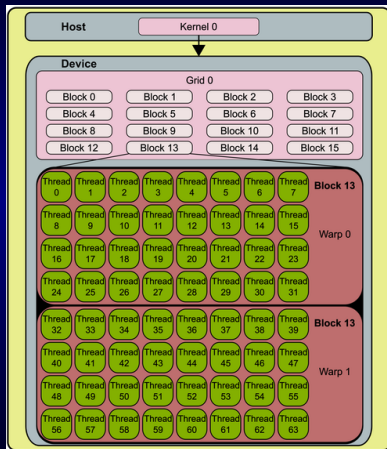 Host Kernel 0
Device
Grid 0
Block 0 Block 1 Block 2 Block 3
Block 4 Block 5 Block 6 Block 7
Block 8 Block 9 Block 10 Block 11
Block 12 Block 13 Block 14 Block 15
Thread Thread Thread Thread Thread Thread Thread Thread Block 13
0 1 2 3 4 5 6 7
Thread Thread Thread Thread Thread Thread Thread Thread
8 9 10 11 12 13 14 15
Warp 0
Thread Thread Thread Thread Thread Thread Thread Thread
16 17 18 19 20 21 22 23
Thread Thread Thread Thread Thread Thread Thread Thread
24 25 26 27 28 29 30 31
Thread Thread Thread Thread Thread Thread Thread Thread Block 13
32 33 34 35 36 37 38 39
Thread Thread Thread Thread Thread Thread Thread Thread
40 41 42 43 44 45 46 47
Warp 1
Thread Thread Thread Thread Thread Thread Thread Thread
48 49 50 51 52 53 54 55
Thread Thread Thread Thread Thread Thread Thread Thread
56 57 58 59 60 61 62 63